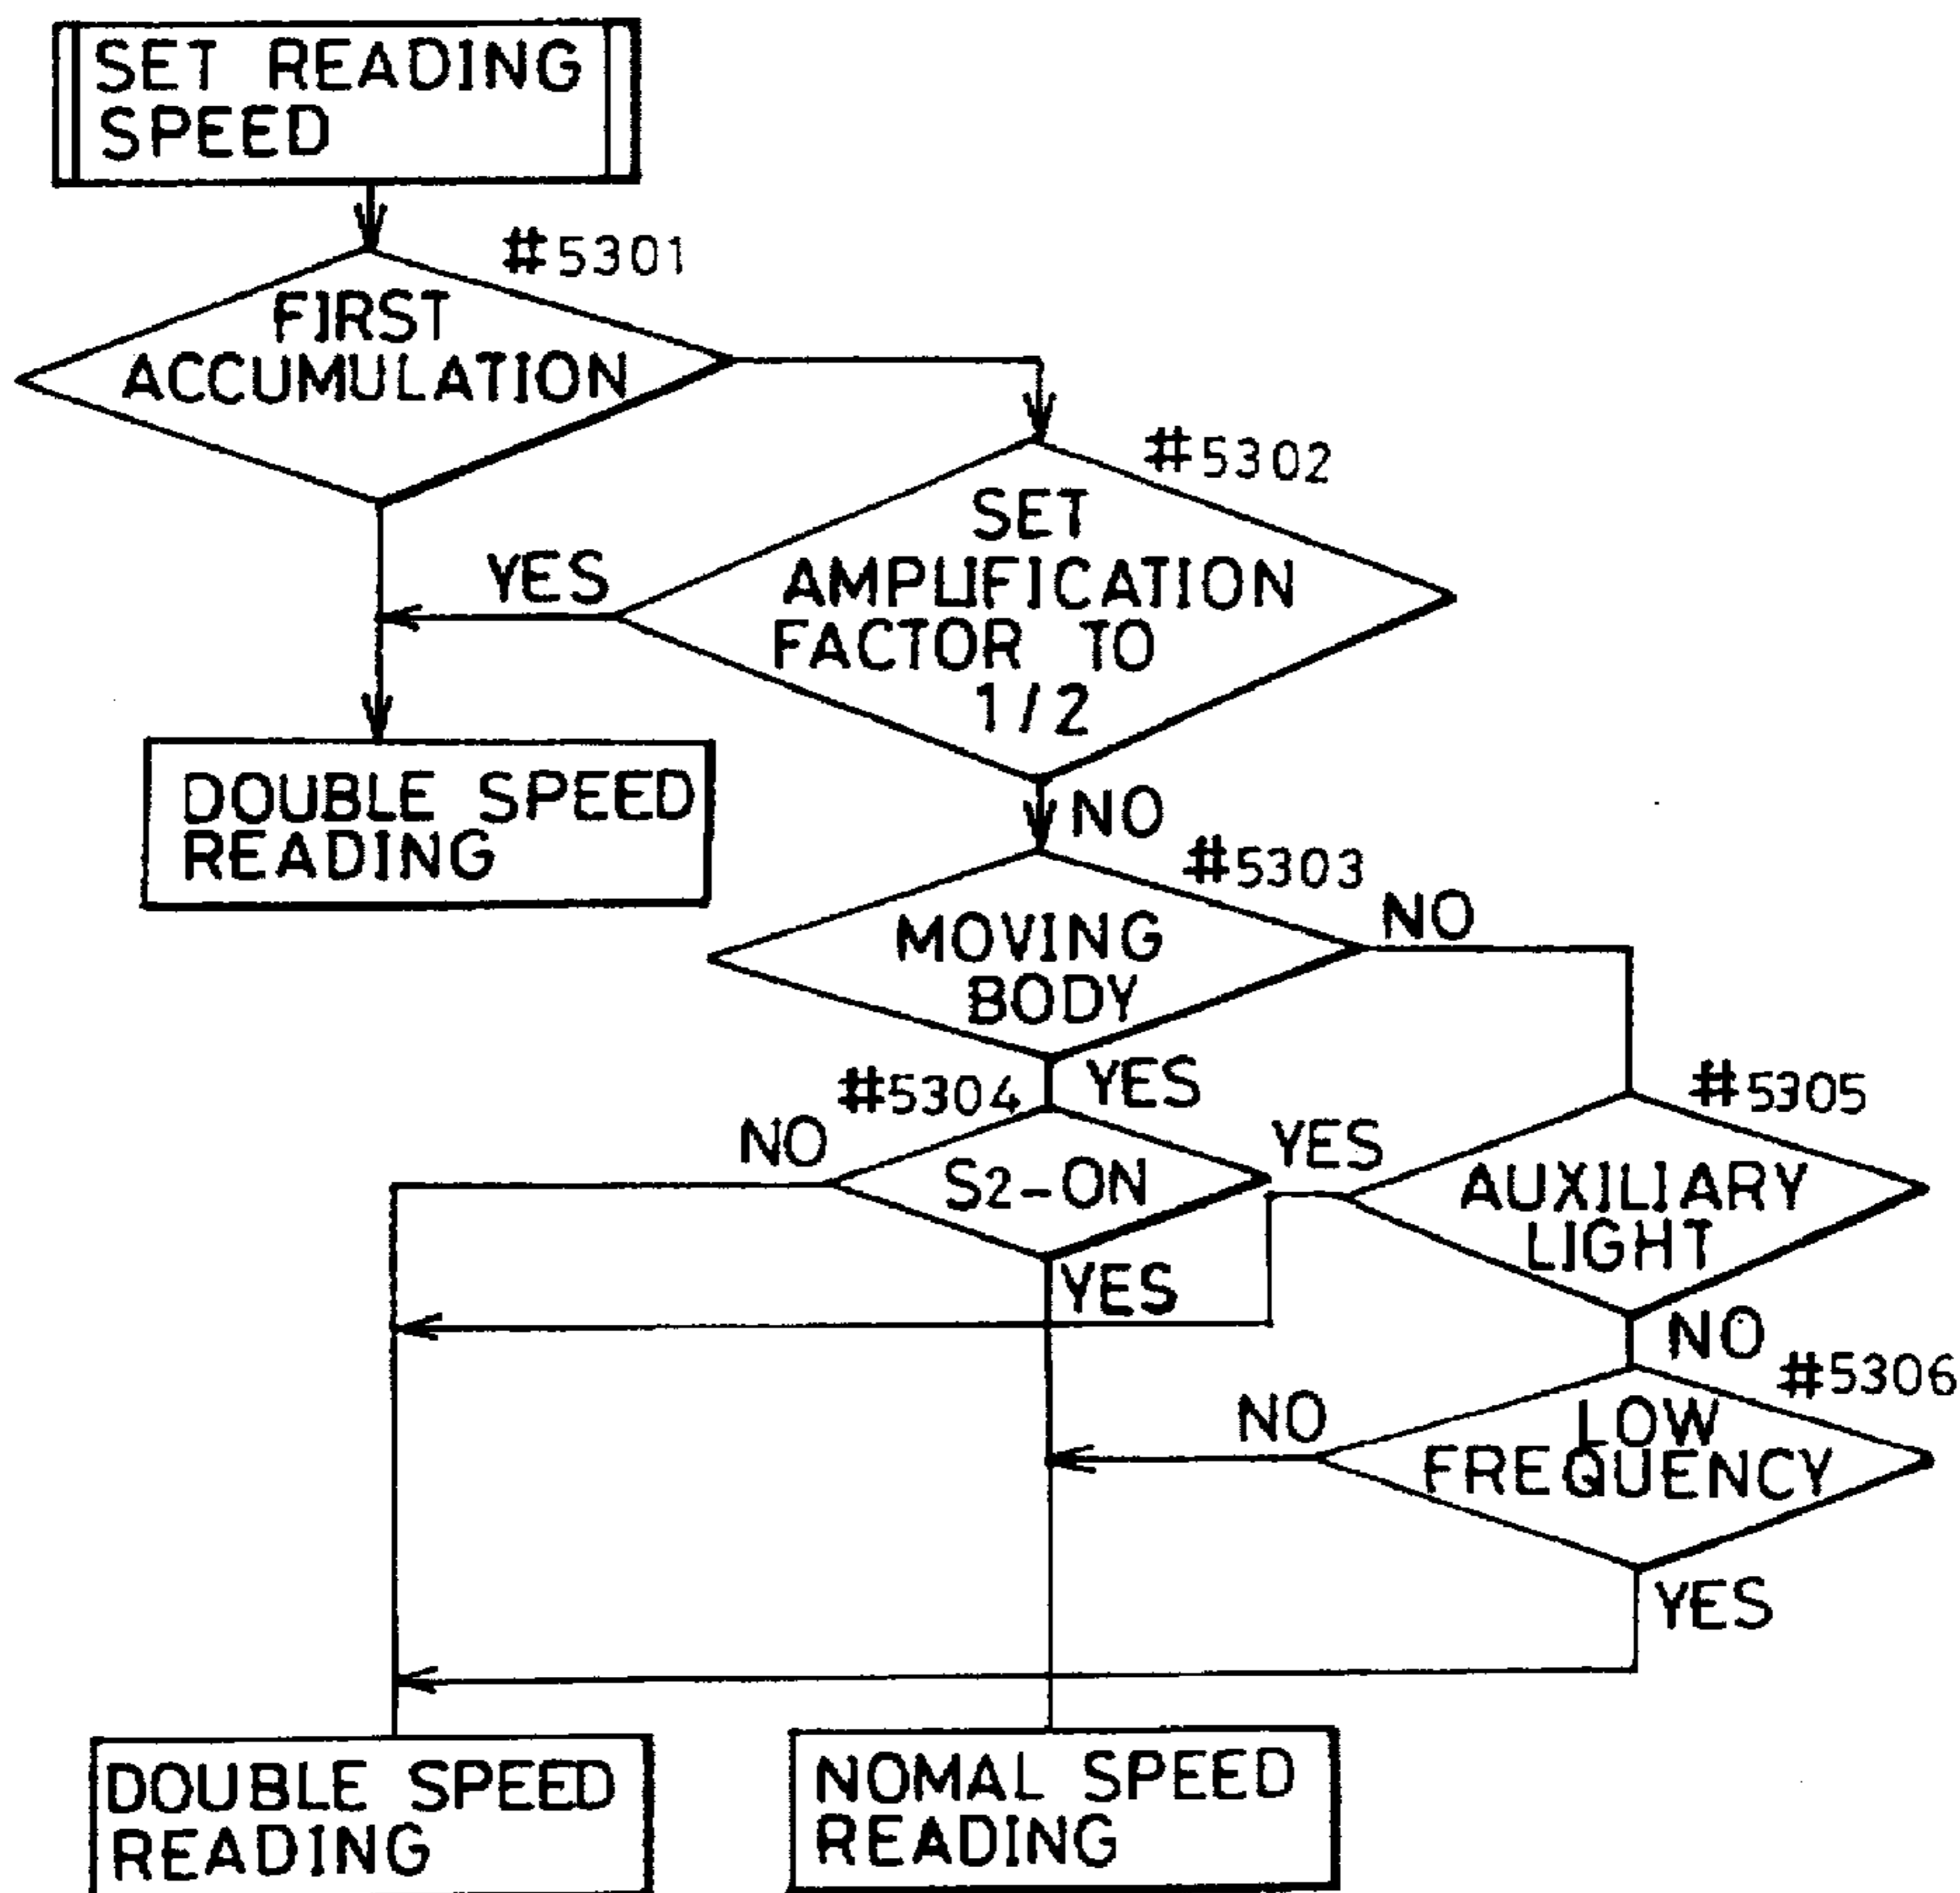 SET READING
SPEED
#5301
FIRST
ACCUMULATION
#5302
SET
AMPLIFICATION
FACTOR TO
1/2
YES
DOUBLE SPEED
READING
NO
#5303
MOVING
BODY
NO
YES
#5304
NO
S2-ON
YES
YES
#5305
AUXILIARY
LIGHT
NO
#5306
LOW
FREQUENCY
NO
YES
DOUBLE SPEED
READING
NOMAL SPEED
READING